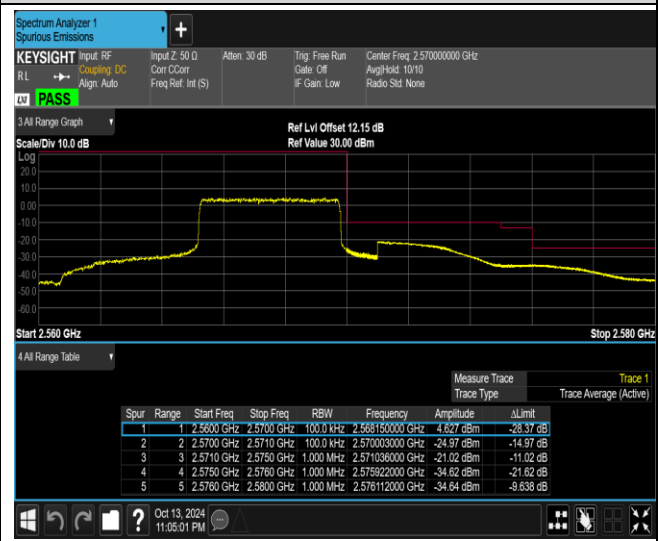 Spectrum Analyzer 1
Spurious Emissions
+
KEYSIGHT Input: RF Input Z: 50 Ω Atten: 30 dB Trig: Free Run Center Freq: 2.570000000 GHz
RL Coupling: DC Corr CCorr Gate: Off Avg|Hold: 10/10
Align: Auto Freq Ref: Int (S) IF Gain: Low Radio Std: None
LXI PASS
3 All Range Graph Ref Lvl Offset 12.15 dB
Scale/Div 10.0 dB Ref Value 30.00 dBm
Log
20.0
10.0
0.00
-10.0
-20.0
-30.0
-40.0
-50.0
-60.0
Start 2.560 GHz Stop 2.580 GHz
4 All Range Table
Measure Trace Trace 1
Trace Type Trace Average (Active)
Spur Range Start Freq Stop Freq RBW Frequency Amplitude ΔLimit
1 1 2.5600 GHz 2.5700 GHz 100.0 kHz 2.568150000 GHz 4.627 dBm -28.37 dB
2 2 2.5700 GHz 2.5710 GHz 100.0 kHz 2.570003000 GHz -24.97 dBm -14.97 dB
3 3 2.5710 GHz 2.5750 GHz 1.000 MHz 2.571036000 GHz -21.02 dBm -11.02 dB
4 4 2.5750 GHz 2.5760 GHz 1.000 MHz 2.575922000 GHz -34.62 dBm -21.62 dB
5 5 2.5760 GHz 2.5800 GHz 1.000 MHz 2.576112000 GHz -34.64 dBm -9.638 dB
? Oct 13, 2024
11:05:01 PM